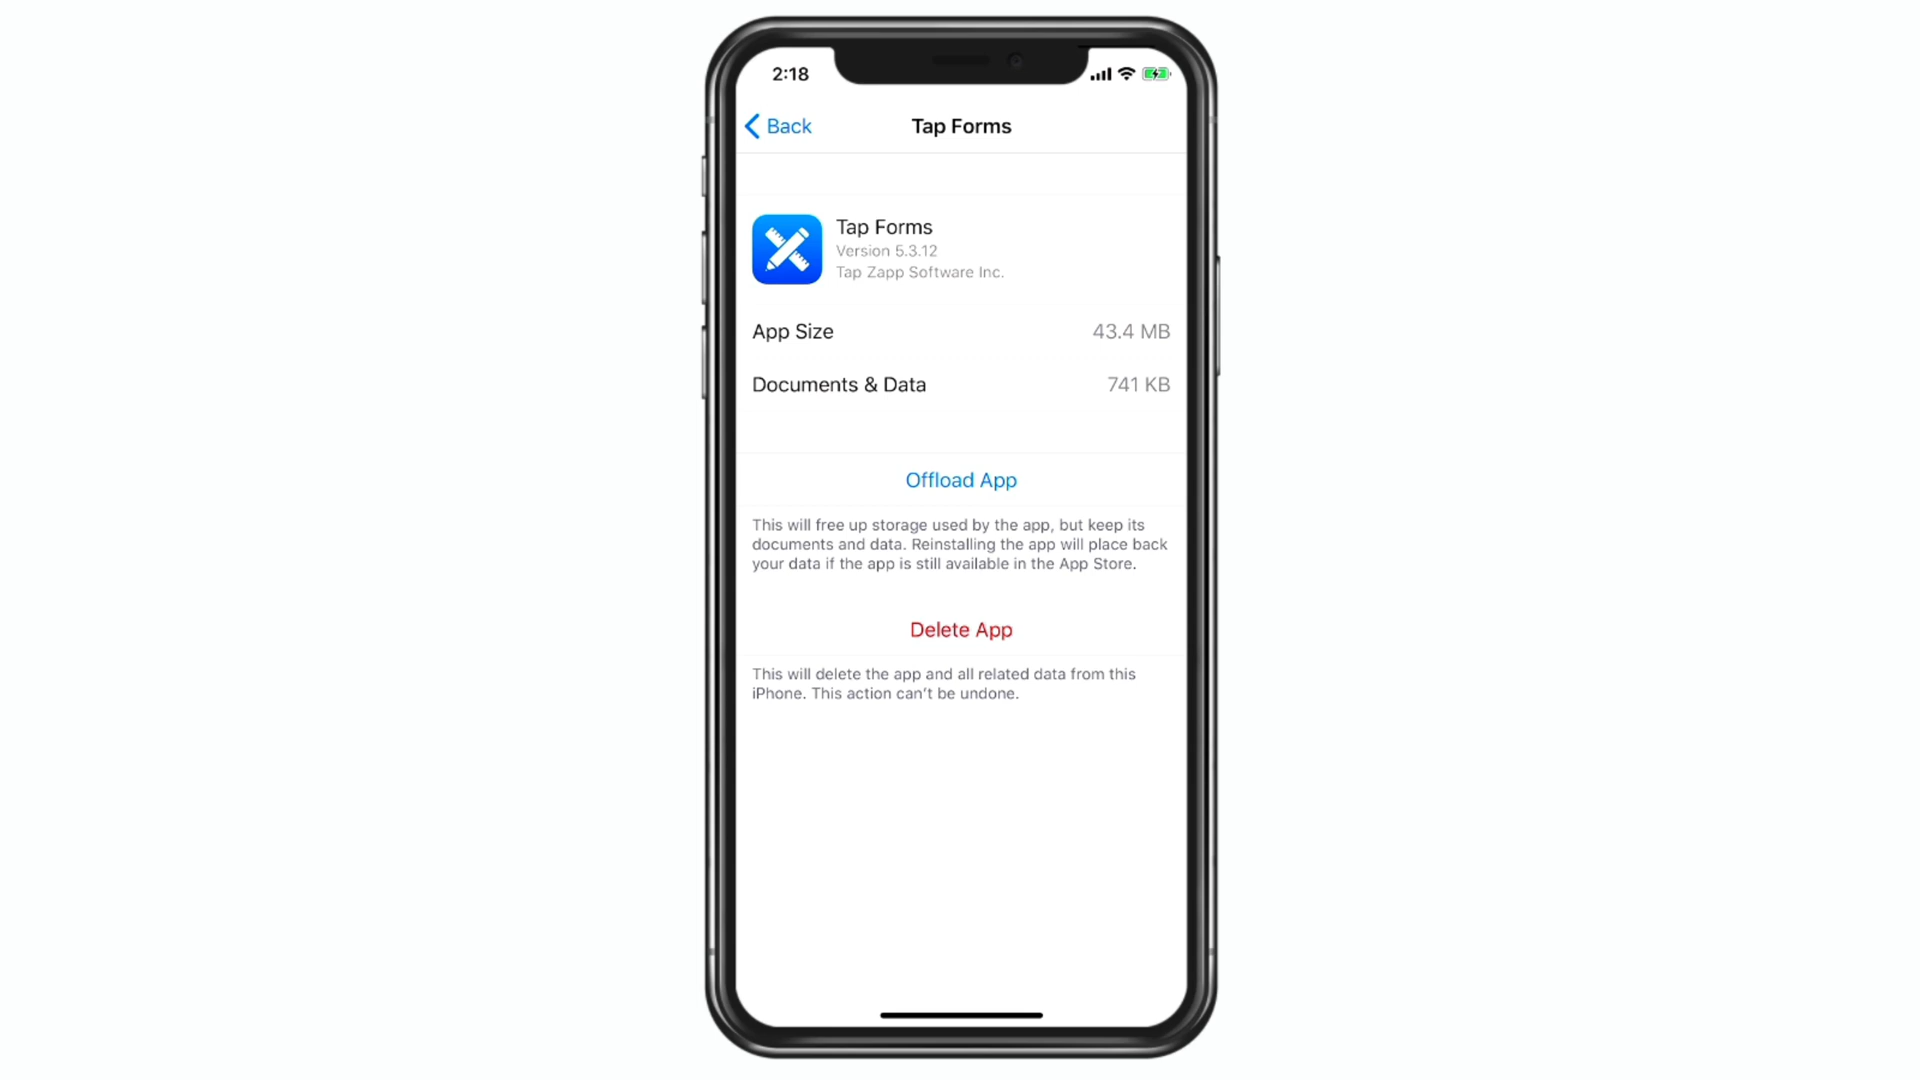 2:18
Back
Tap Forms
Tap Forms
Version 5.3.12
Tap Zapp Software Inc.
App Size 43.4 MB
Documents & Data 741 KB
Offload App
This will free up storage used by the app, but keep its
documents and data. Reinstalling the app will place back
your data if the app is still available in the App Store.
Delete App
This will delete the app and all related data from this
iPhone. This action can't be undone.